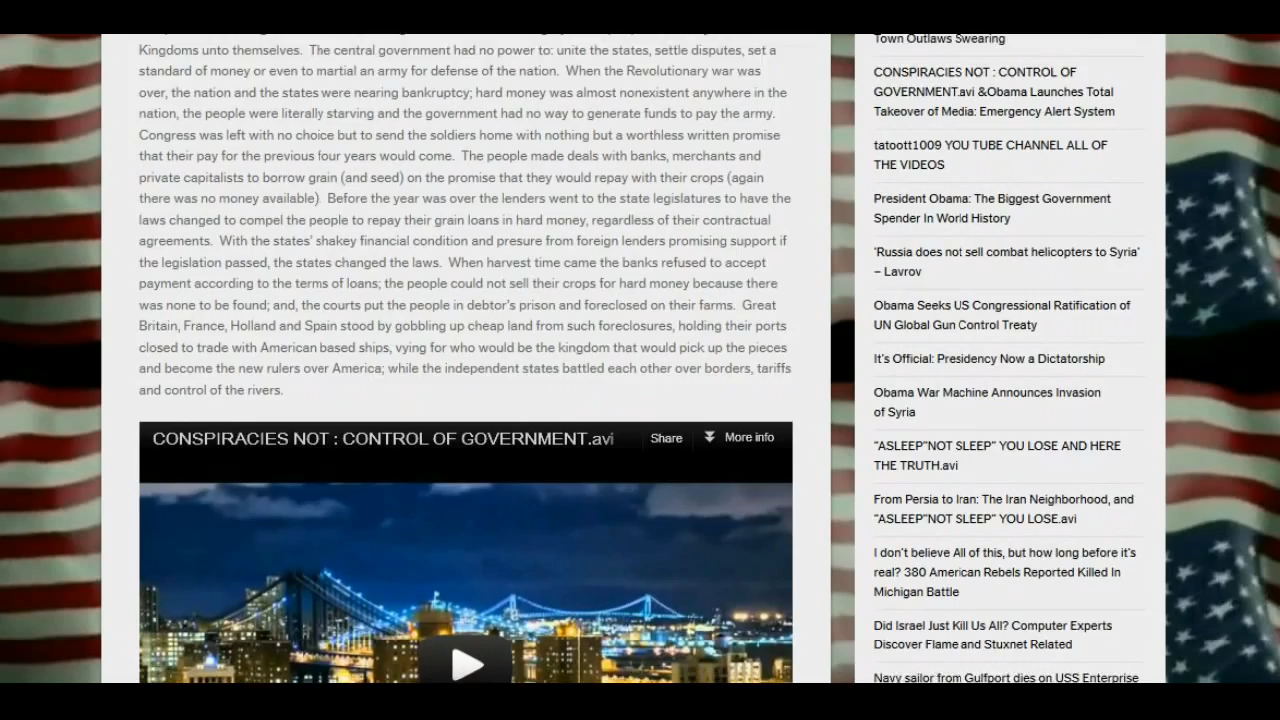 Kingdoms unto themselves. The central government had no power to: unite the states, settle disputes, set a
standard of money or even to martial an army for defense of the nation. When the Revolutionary war was
over, the nation and the states were nearing bankruptcy; hard money was almost nonexistent anywhere in the
nation, the people were literally starving and the government had no way to generate funds to pay the army.
Congress was left with no choice but to send the soldiers home with nothing but a worthless written promise
that their pay for the previous four years would come. The people made deals with banks, merchants and
private capitalists to borrow grain (and seed) on the promise that they would repay with their crops (again
there was no money available). Before the year was over the lenders went to the state legislatures to have the
laws changed to compel the people to repay their grain loans in hard money, regardless of their contractual
agreements. With the states' shakey financial condition and presure from foreign lenders promising support if
the legislation passed, the states changed the laws. When harvest time came the banks refused to accept
payment according to the terms of loans; the people could not sell their crops for hard money because there
was none to be found; and, the courts put the people in debtor's prison and foreclosed on their farms. Great
Britain, France, Holland and Spain stood by gobbling up cheap land from such foreclosures, holding their ports
closed to trade with American based ships, vying for who would be the kingdom that would pick up the pieces
and become the new rulers over America; while the independent states battled each other over borders, tariffs
and control of the rivers.
CONSPIRACIES NOT : CONTROL OF GOVERNMENT.avi
Share
More info
Town Outlaws Swearing
CONSPIRACIES NOT : CONTROL OF
GOVERNMENT.avi &Obama Launches Total
Takeover of Media: Emergency Alert System
tatoott1009 YOU TUBE CHANNEL ALL OF
THE VIDEOS
President Obama: The Biggest Government
Spender In World History
'Russia does not sell combat helicopters to Syria'
– Lavrov
Obama Seeks US Congressional Ratification of
UN Global Gun Control Treaty
It's Official: Presidency Now a Dictatorship
Obama War Machine Announces Invasion
of Syria
"ASLEEP"NOT SLEEP" YOU LOSE AND HERE
THE TRUTH.avi
From Persia to Iran: The Iran Neighborhood, and
"ASLEEP"NOT SLEEP" YOU LOSE.avi
I don't believe All of this, but how long before it's
real? 380 American Rebels Reported Killed In
Michigan Battle
Did Israel Just Kill Us All? Computer Experts
Discover Flame and Stuxnet Related
Navy sailor from Gulfport dies on USS Enterprise